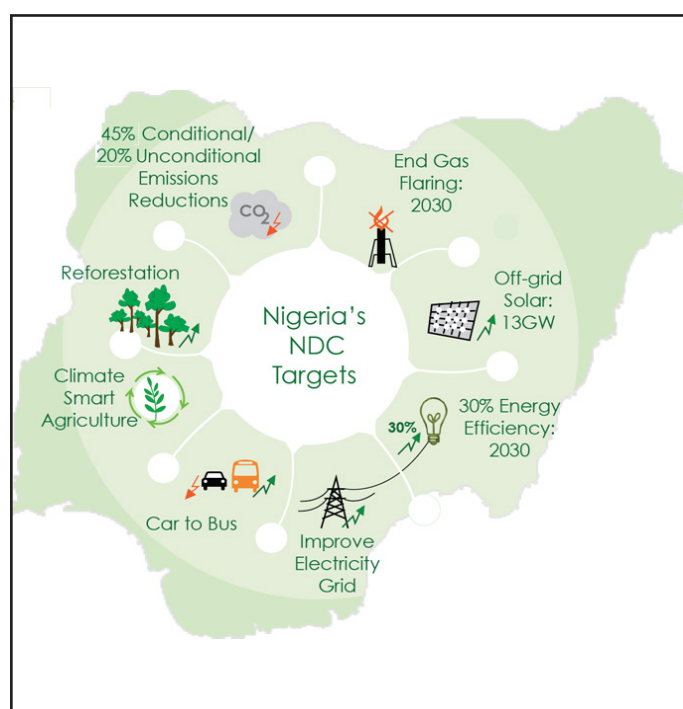 45% Conditional/
20% Unconditional
Emissions
Reductions
CO2
End Gas
Flaring:
2030
Off-grid
Solar:
13GW
30% Energy
Efficiency:
2030
30%
Improve
Electricity
Grid
Car to Bus
Climate
Smart
Agriculture
Reforestation
Nigeria's
NDC
Targets